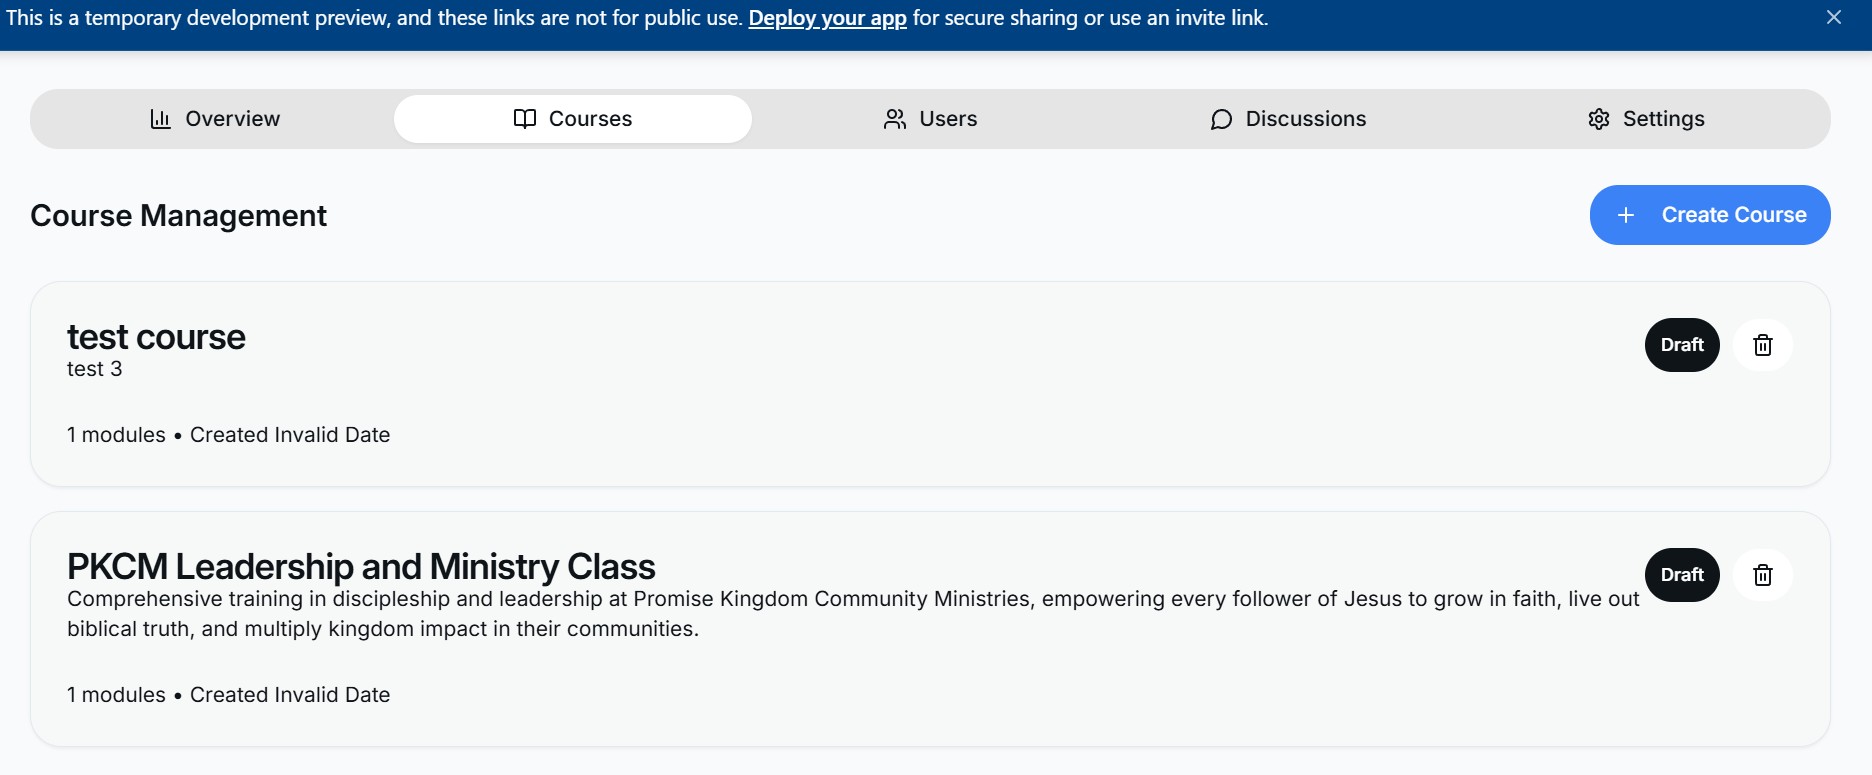 This is a temporary development preview, and these links are not for public use. Deploy your app for secure sharing or use an invite link.
Overview
Courses
Users
Discussions
Settings
Course Management
Create Course
test course
test 3
Draft
1 modules • Created Invalid Date
PKCM Leadership and Ministry Class
Comprehensive training in discipleship and leadership at Promise Kingdom Community Ministries, empowering every follower of Jesus to grow in faith, live out
biblical truth, and multiply kingdom impact in their communities.
Draft
1 modules • Created Invalid Date